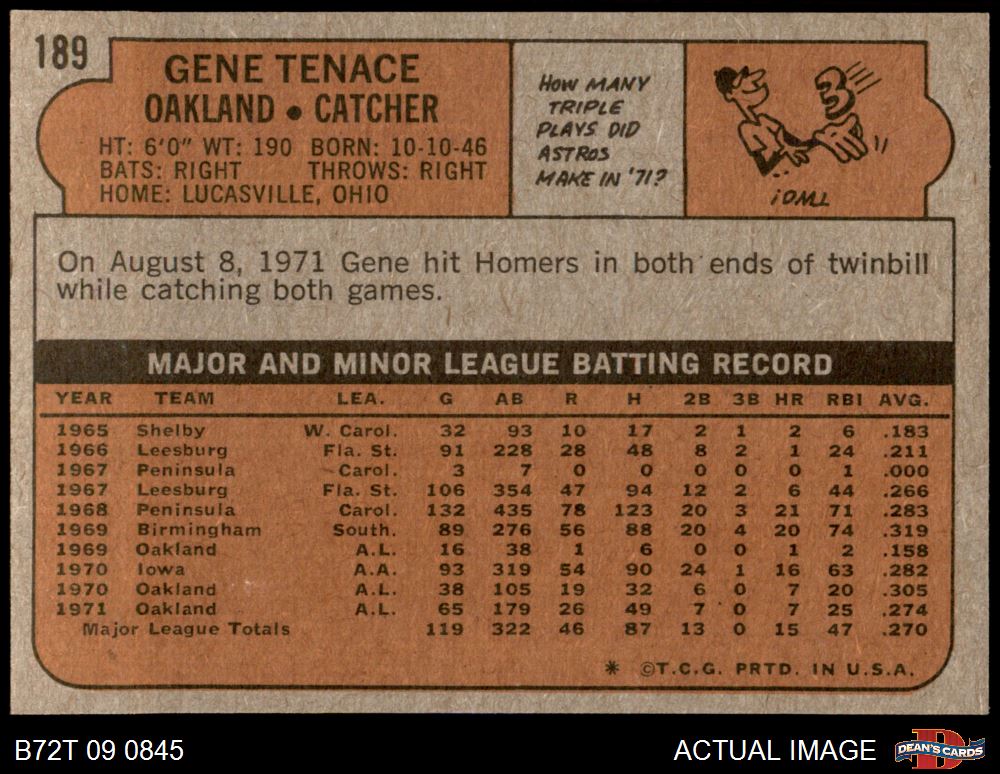 189
GENE TENACE
OAKLAND • CATCHER
HT: 6'0" WT: 190 BORN: 10-10-46
BATS: RIGHT THROWS: RIGHT
HOME: LUCASVILLE, OHIO
HOW MANY
TRIPLE
PLAYS DID
ASTROS
MAKE IN '71?
3
¡OMƖ
On August 8, 1971 Gene hit Homers in both ends of twinbill
while catching both games.
MAJOR AND MINOR LEAGUE BATTING RECORD
YEAR TEAM LEA. G AB R H 2B 3B HR RBI AVG.
1965 Shelby W. Carol. 32 93 10 17 2 1 2 6 .183
1966 Leesburg Fla. St. 91 228 28 48 8 2 1 24 .211
1967 Peninsula Carol. 3 7 0 0 0 0 0 1 .000
1967 Leesburg Fla. St. 106 354 47 94 12 2 6 44 .266
1968 Peninsula Carol. 132 435 78 123 20 3 21 71 .283
1969 Birmingham South. 89 276 56 88 20 4 20 74 .319
1969 Oakland A.L. 16 38 1 6 0 0 1 2 .158
1970 Iowa A.A. 93 319 54 90 24 1 16 63 .282
1970 Oakland A.L. 38 105 19 32 6 0 7 20 .305
1971 Oakland A.L. 65 179 26 49 7 0 7 25 .274
Major League Totals 119 322 46 87 13 0 15 47 .270
* ©T.C.G. PRTD. IN U.S.A.
B72T 09 0845 ACTUAL IMAGE D DEAN'S CARDS